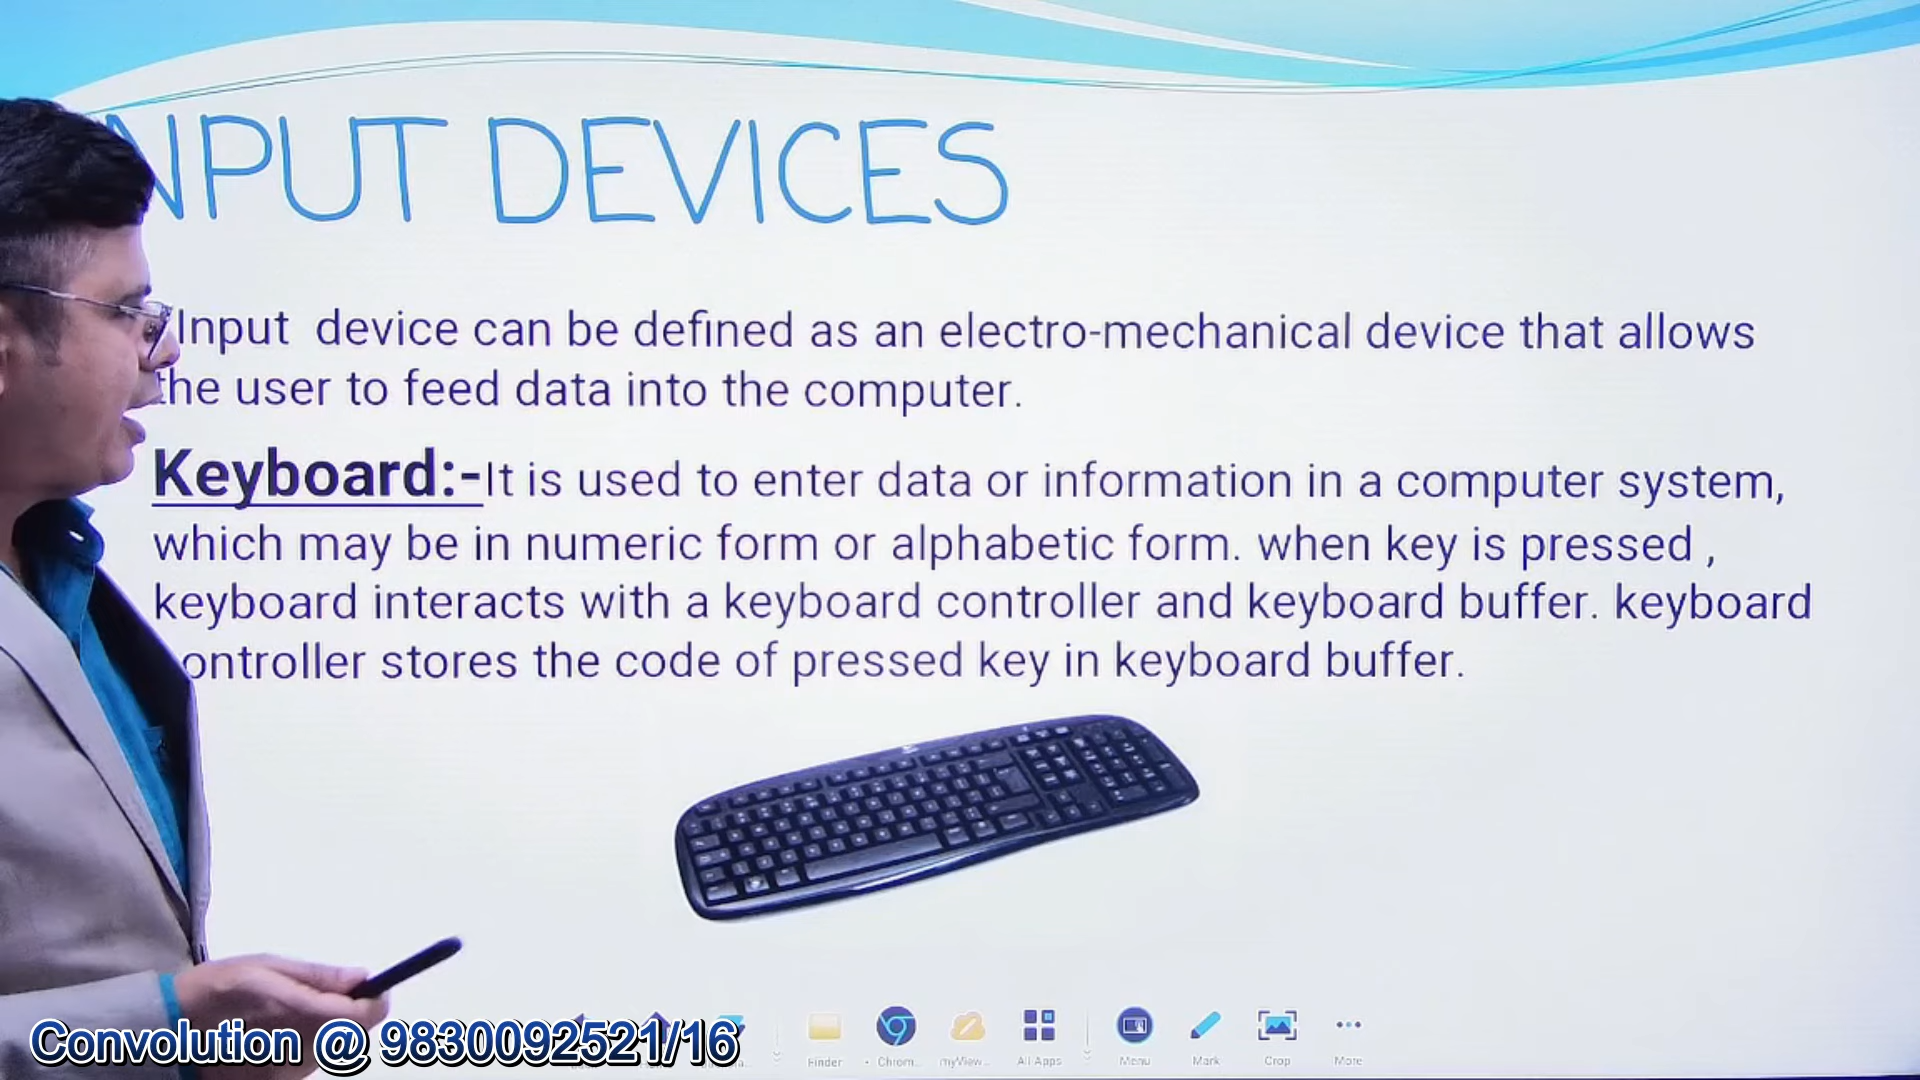 NPUT DEVICES
Input device can be defined as an electro-mechanical device that allows
the user to feed data into the computer.
Keyboard:-It is used to enter data or information in a computer system,
which may be in numeric form or alphabetic form. when key is pressed ,
keyboard interacts with a keyboard controller and keyboard buffer. keyboard
ontroller stores the code of pressed key in keyboard buffer.
Convolution @ 9830092521/16
Finder Chrom... myView... All Apps Menu Mark Crop More